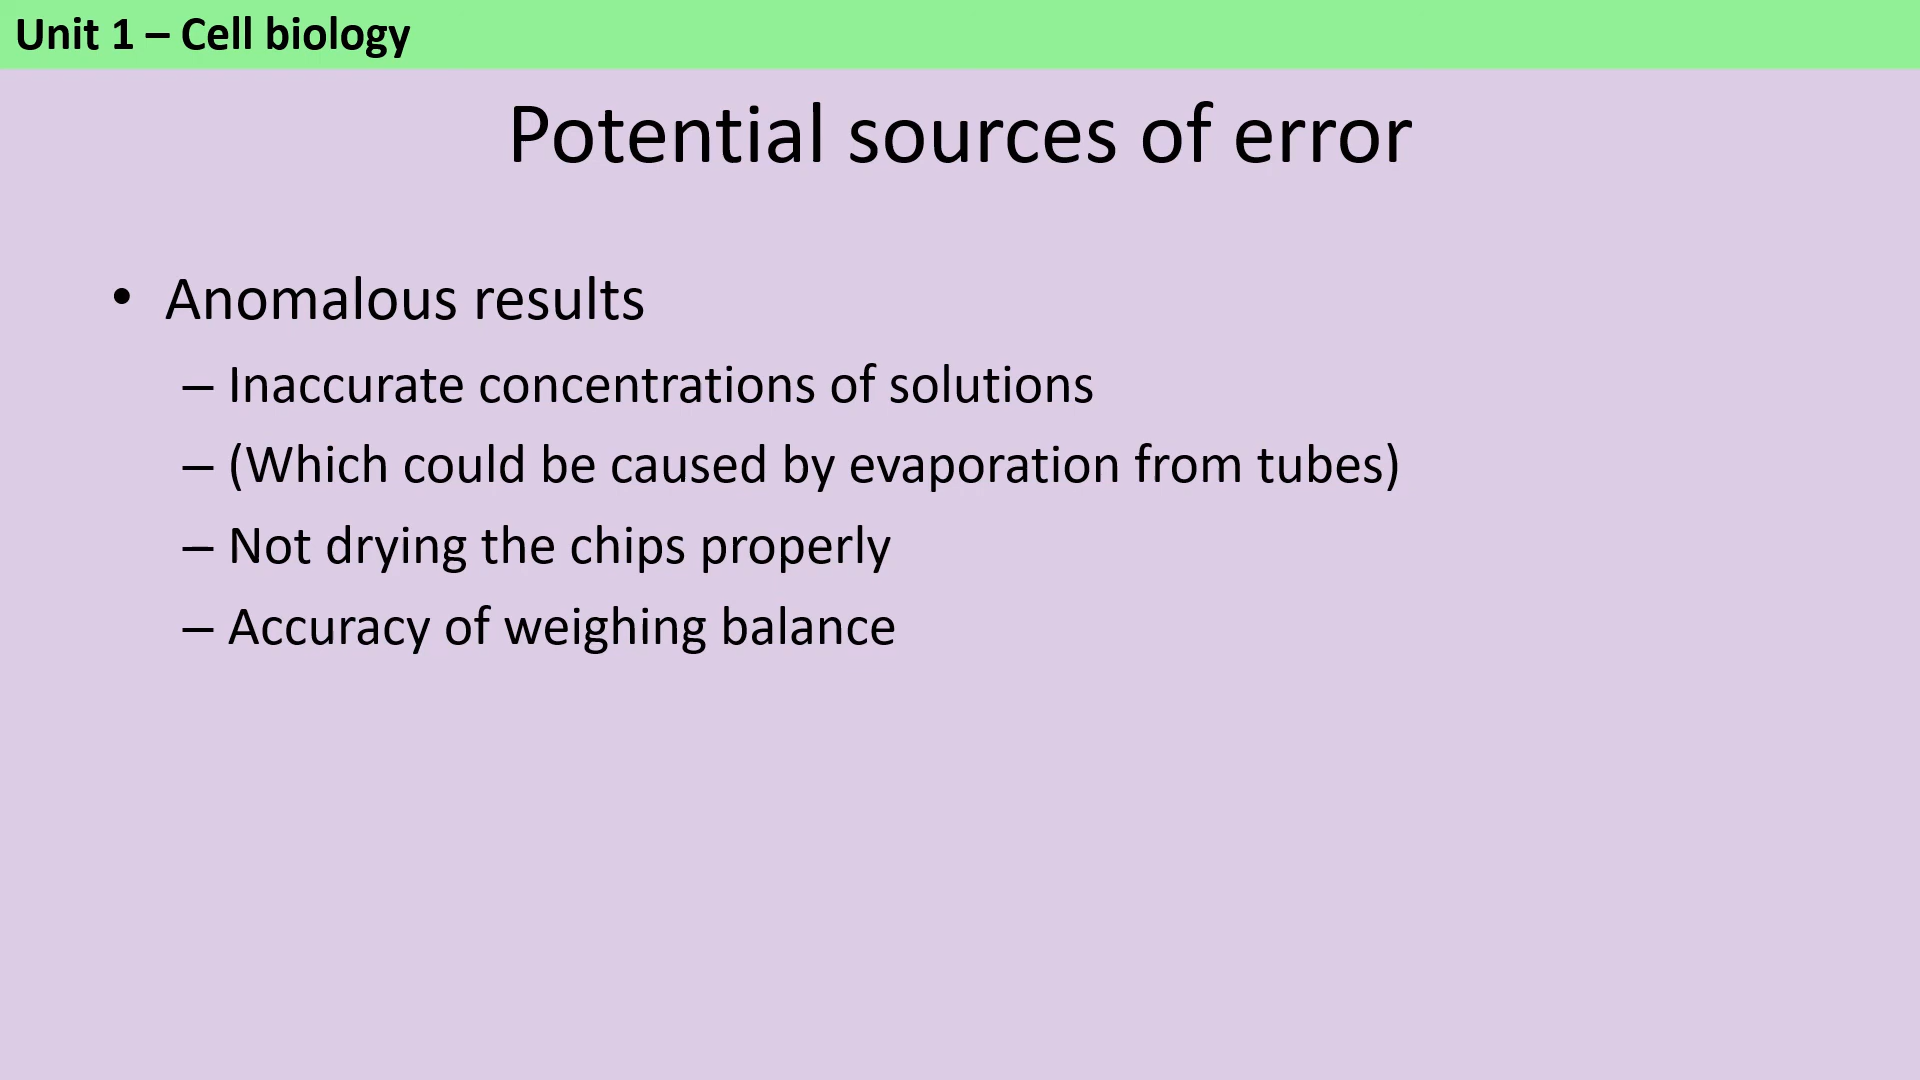 Unit 1 – Cell biology
Potential sources of error
• Anomalous results
– Inaccurate concentrations of solutions
– (Which could be caused by evaporation from tubes)
– Not drying the chips properly
– Accuracy of weighing balance